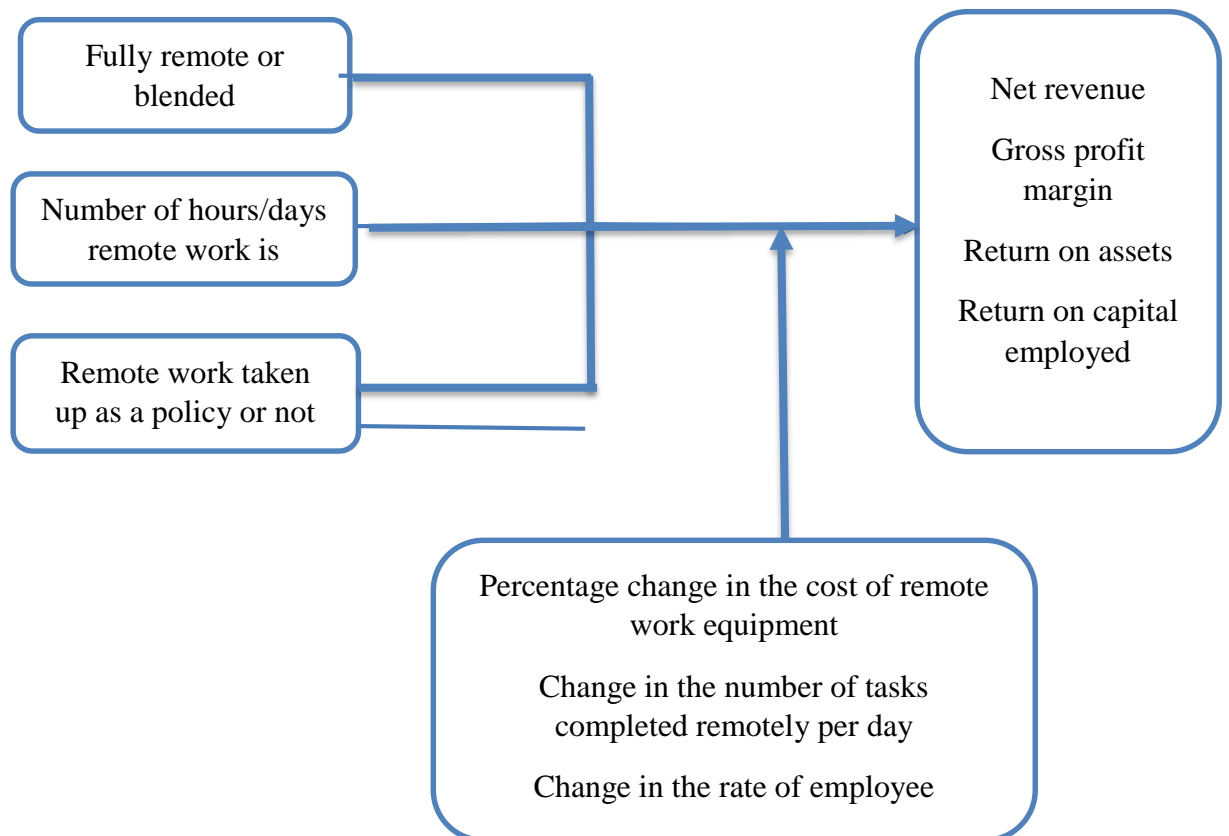 Fully remote or
blended
Number of hours/days
remote work is
Remote work taken
up as a policy or not
Net revenue
Gross profit
margin
Return on assets
Return on capital
employed
Percentage change in the cost of remote
work equipment
Change in the number of tasks
completed remotely per day
Change in the rate of employee